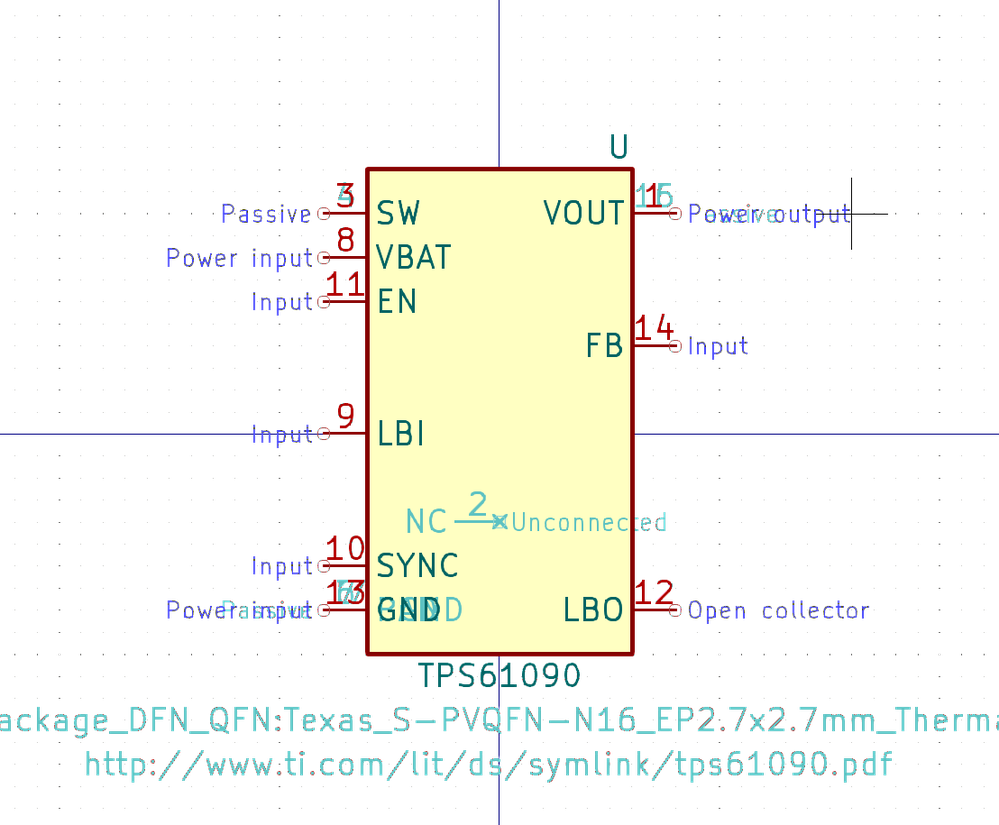 U
Passive 3 SW VOUT 1 Power output
Power input 8 VBAT
Input 11 EN
FB 14 Input
Input 9 LBI
NC 2 Unconnected
Input 10 SYNC
Power input 13 GND LBO 12 Open collector
TPS61090
ackage_DFN_QFN:Texas_S-PVQFN-N16_EP2.7x2.7mm_Therma
http://www.ti.com/lit/ds/symlink/tps61090.pdf